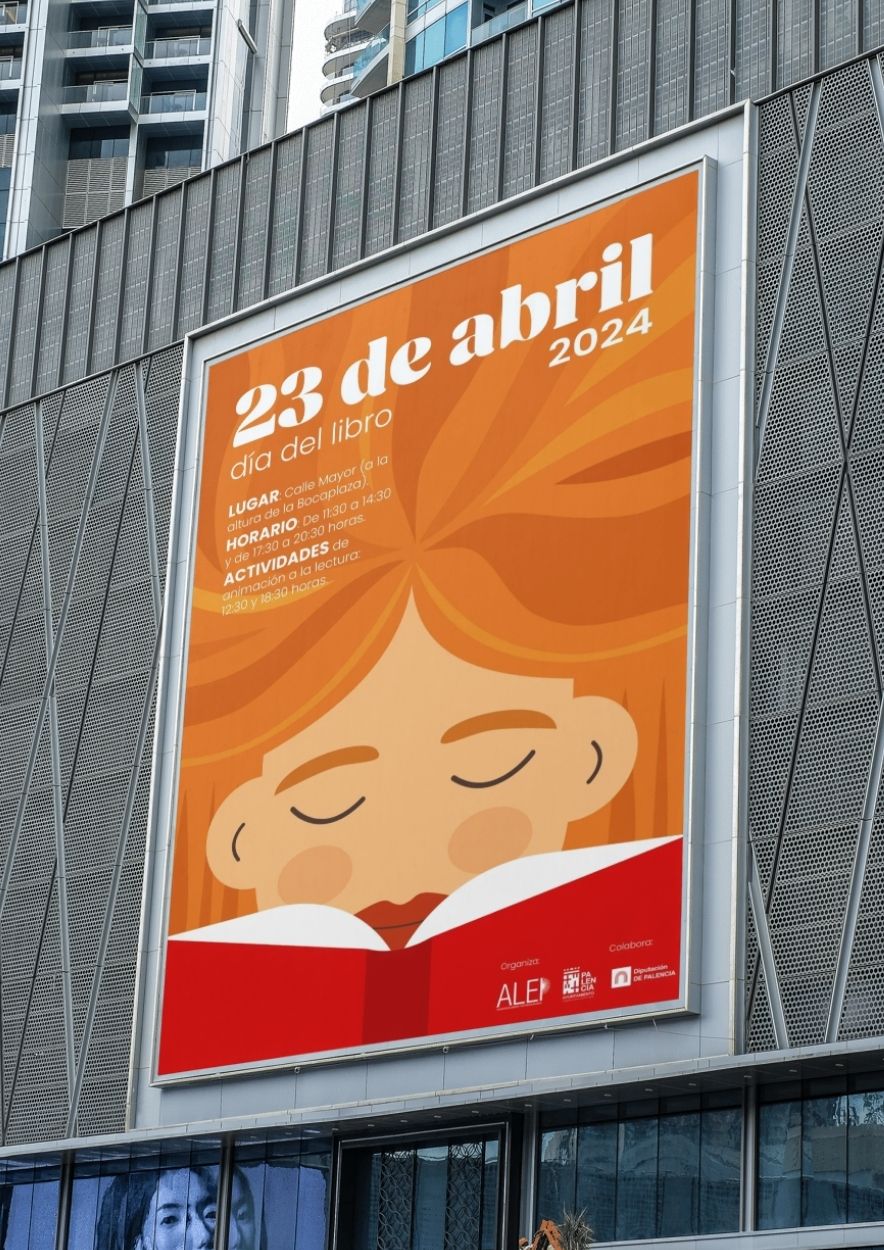 23 de abril
2024
día del libro
LUGAR: Calle Mayor (a la
altura de la Bocaplaza).
HORARIO: De 11:30 a 14:30
y de 17:30 a 20:30 horas.
ACTIVIDADES de
animación a la lectura:
12:30 y 18:30 horas.
Organiza:
Colabora:
ALEP
PA
LEN
CIA
AYUNTAMIENTO
Diputación
DE PALENCIA